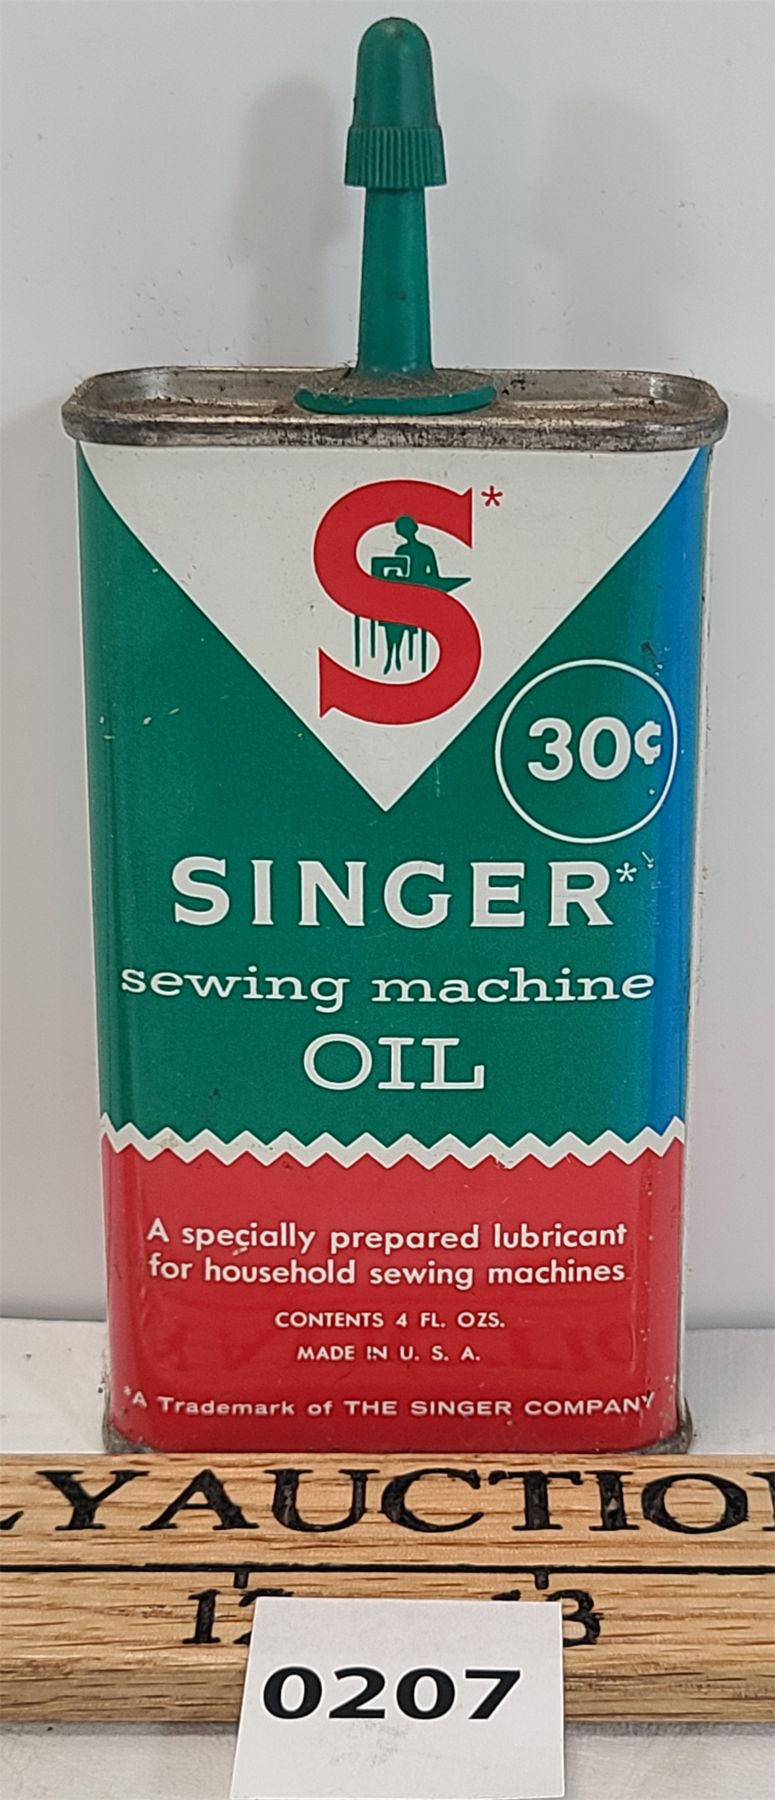 S*
30¢
SINGER*
sewing machine
OIL
A specially prepared lubricant
for household sewing machines
CONTENTS 4 FL. OZS.
MADE IN U. S. A.
*A Trademark of THE SINGER COMPANY
LYAUCTIO
0207